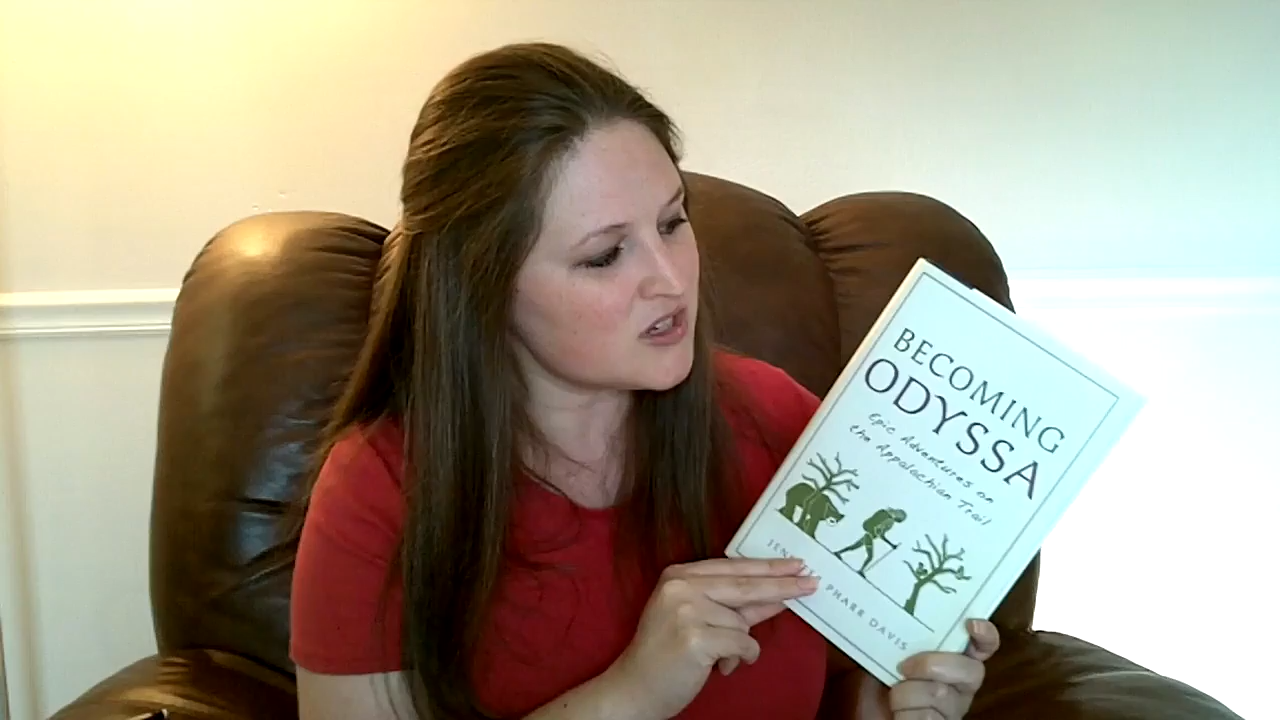 BECOMING
ODYSSA
Epic Adventures on
the Appalachian Trail
PHARR DAVIS